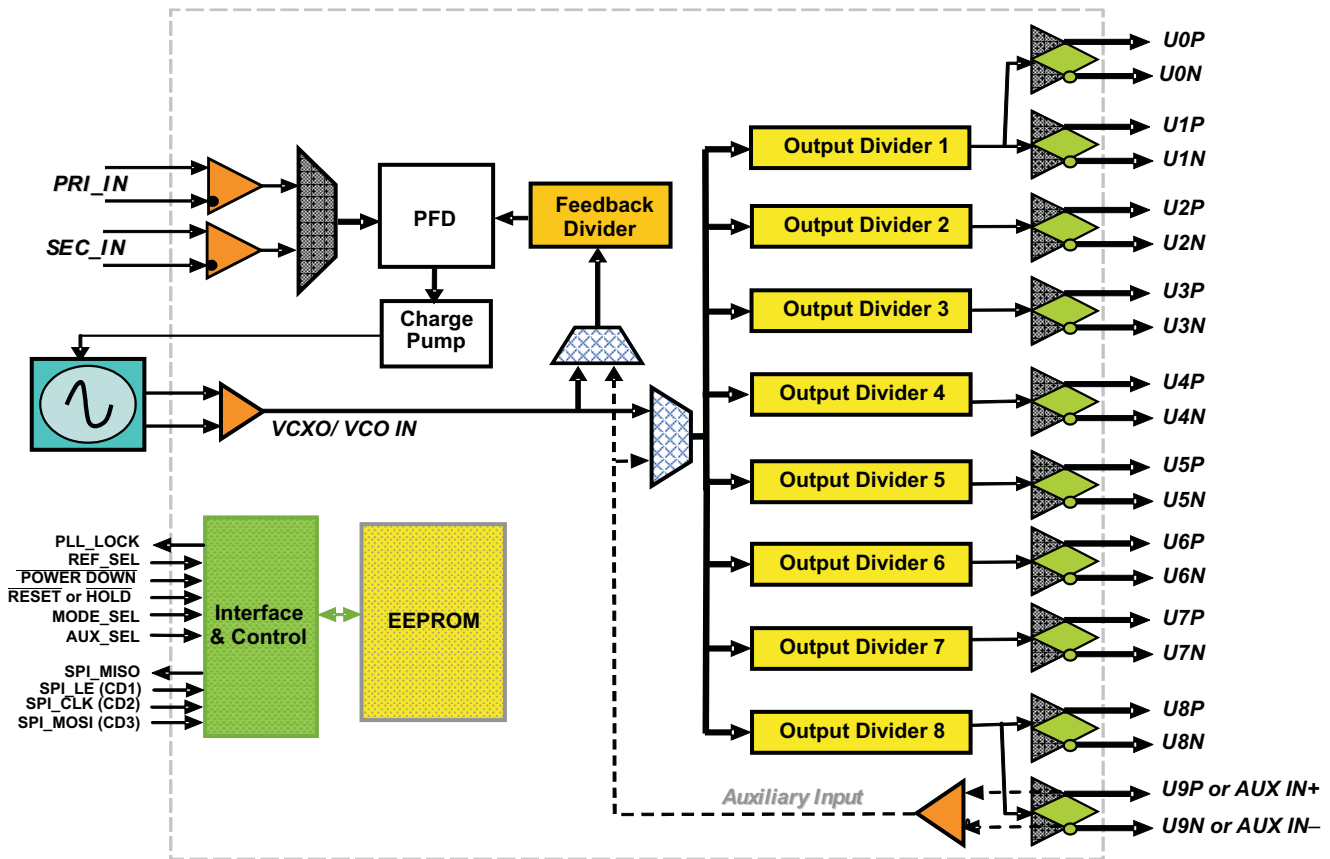 PRI_IN
SEC_IN
PFD
Feedback
Divider
Charge
Pump
VCXO/ VCO IN
Output Divider 1
Output Divider 2
Output Divider 3
Output Divider 4
Output Divider 5
Output Divider 6
Output Divider 7
Output Divider 8
U0P
U0N
U1P
U1N
U2P
U2N
U3P
U3N
U4P
U4N
U5P
U5N
U6P
U6N
U7P
U7N
U8P
U8N
U9P or AUX IN+
U9N or AUX IN–
Auxiliary Input
PLL_LOCK
REF_SEL
POWER DOWN
RESET or HOLD
MODE_SEL
AUX_SEL
SPI_MISO
SPI_LE (CD1)
SPI_CLK (CD2)
SPI_MOSI (CD3)
Interface
& Control
EEPROM